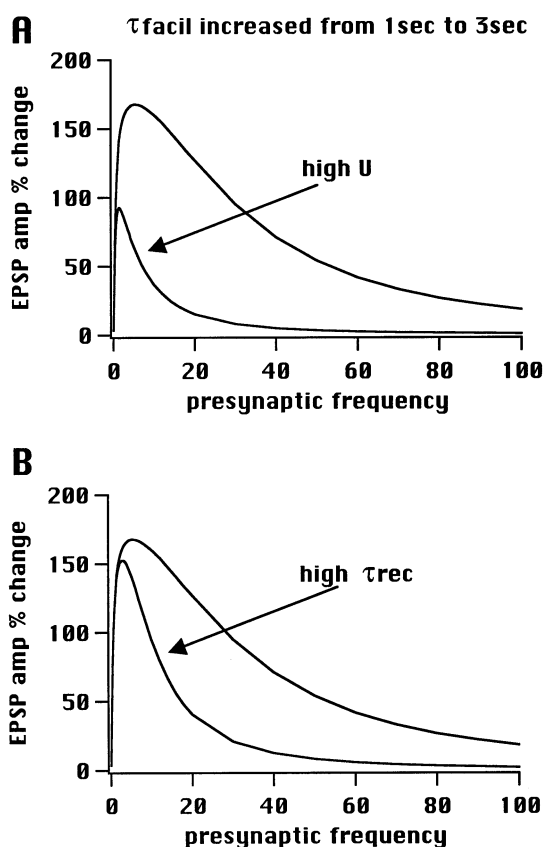 A
τfacil increased from 1sec to 3sec
EPSP amp % change
200
150
100
50
0
high U
0 20 40 60 80 100
presynaptic frequency
B
EPSP amp % change
200
150
100
50
0
high τrec
0 20 40 60 80 100
presynaptic frequency